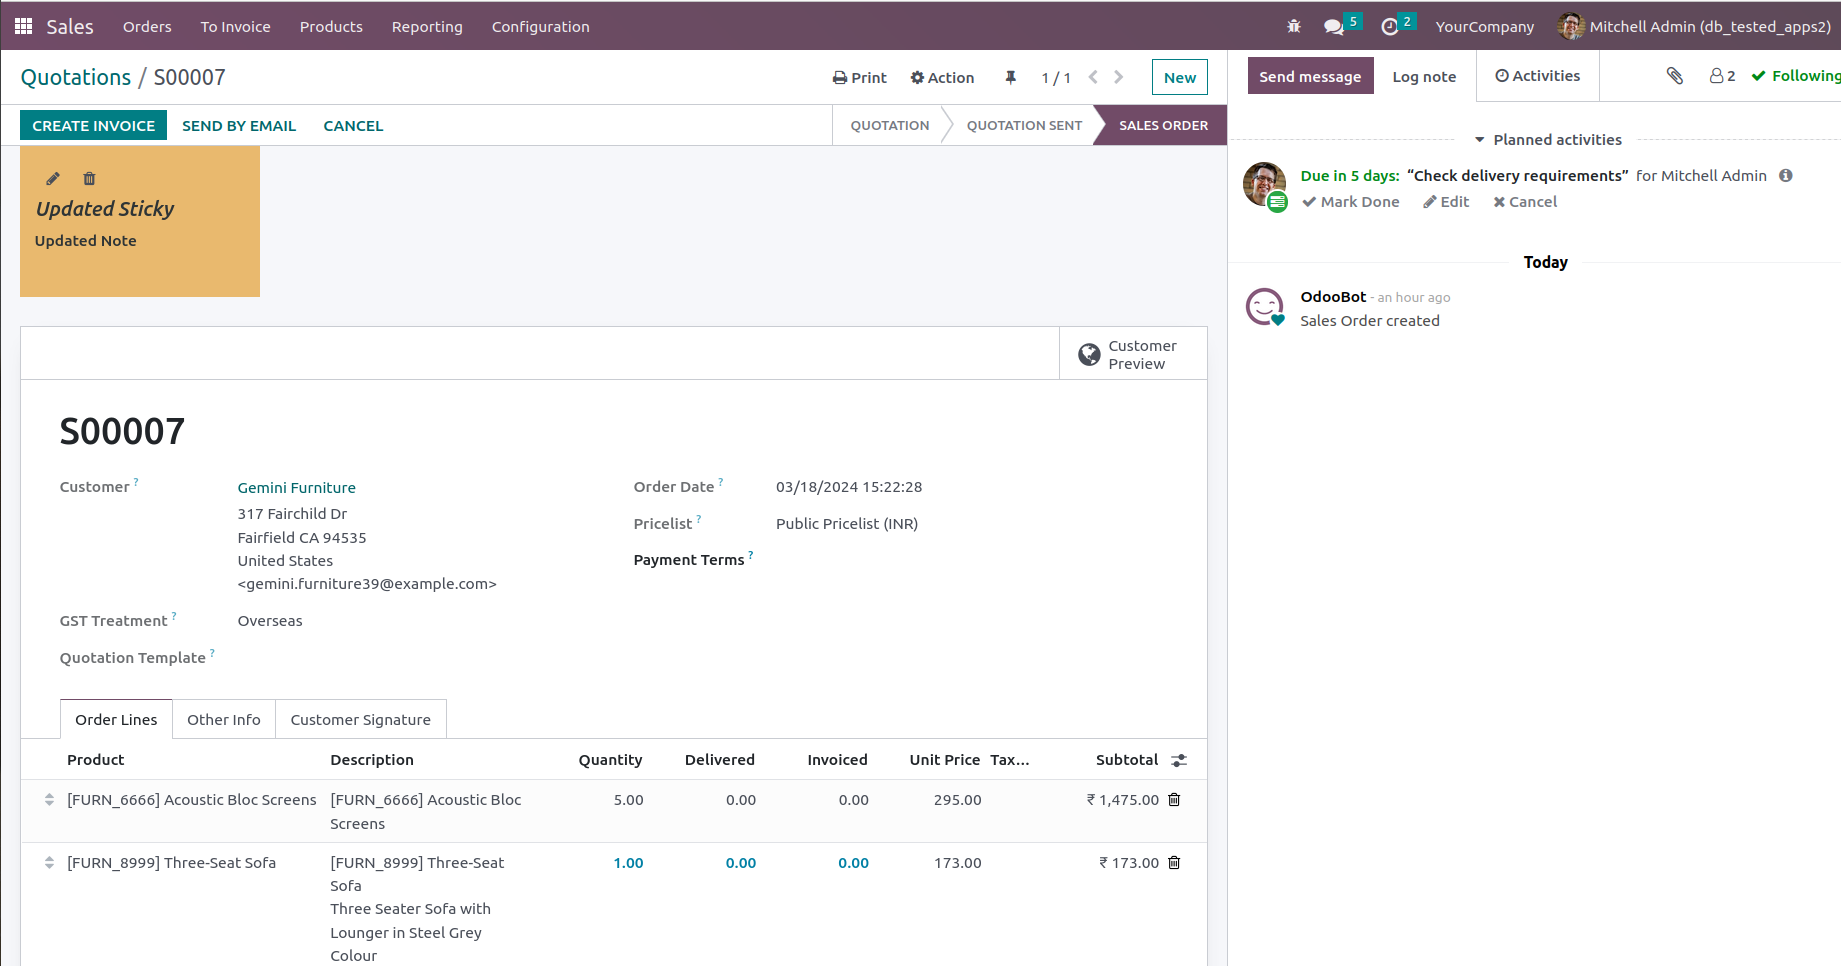 Sales Orders To Invoice Products Reporting Configuration 5 2 YourCompany Mitchell Admin (db_tested_apps2)
Quotations / S00007 Print Action 1 / 1 New
CREATE INVOICE SEND BY EMAIL CANCEL QUOTATION QUOTATION SENT SALES ORDER
Updated Sticky
Updated Note
Customer
Preview
S00007
Customer ? Gemini Furniture
317 Fairchild Dr
Fairfield CA 94535
United States
<gemini.furniture39@example.com>
GST Treatment ? Overseas
Quotation Template ?
Order Date ? 03/18/2024 15:22:28
Pricelist ? Public Pricelist (INR)
Payment Terms ?
Order Lines Other Info Customer Signature
Product Description Quantity Delivered Invoiced Unit Price Tax... Subtotal
[FURN_6666] Acoustic Bloc Screens [FURN_6666] Acoustic Bloc 5.00 0.00 0.00 295.00 ₹ 1,475.00
Screens
[FURN_8999] Three-Seat Sofa [FURN_8999] Three-Seat 1.00 0.00 0.00 173.00 ₹ 173.00
Sofa
Three Seater Sofa with
Lounger in Steel Grey
Colour
Send message Log note Activities 2 Following
Planned activities
Due in 5 days: “Check delivery requirements” for Mitchell Admin
Mark Done Edit Cancel
Today
OdooBot - an hour ago
Sales Order created